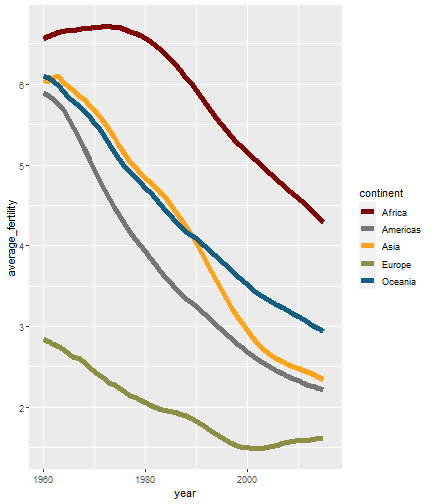 average_fertility
6
5
4
3
2
1960
1980
2000
year
continent
Africa
Americas
Asia
Europe
Oceania